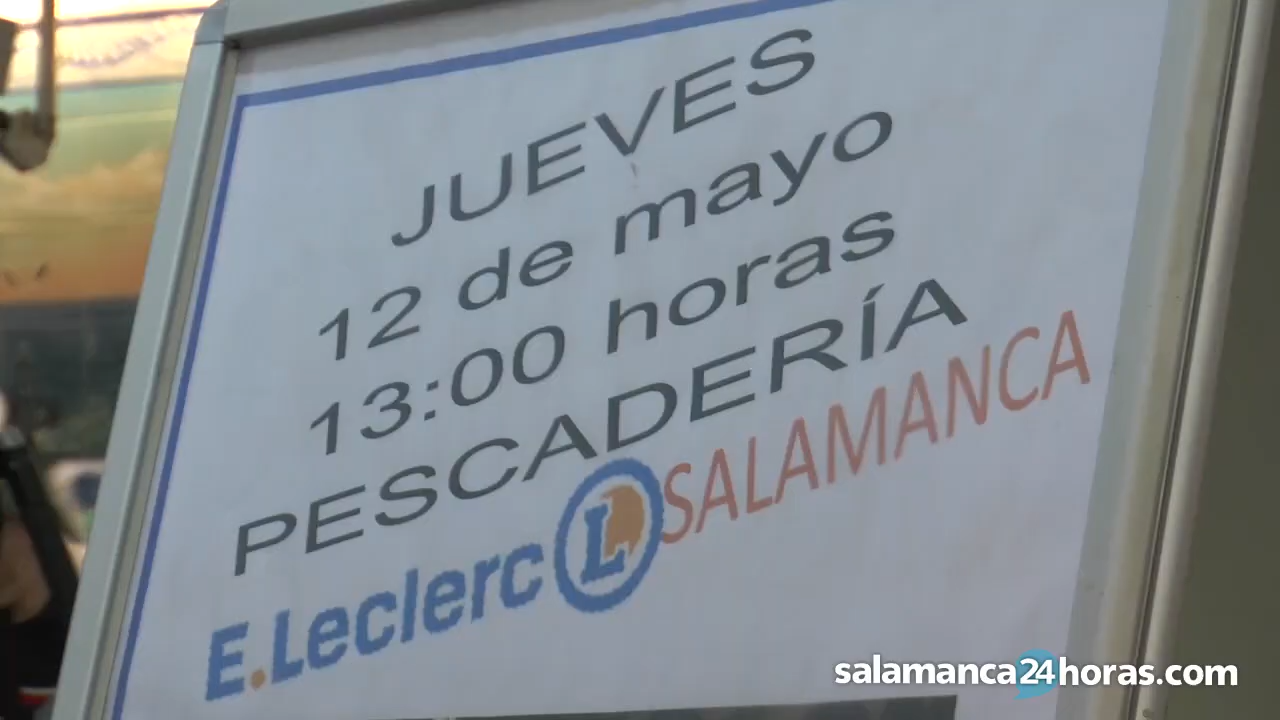 JUEVES
12 de mayo
13:00 horas
PESCADERÍA
E.Leclerc L SALAMANCA
salamanca24horas.com